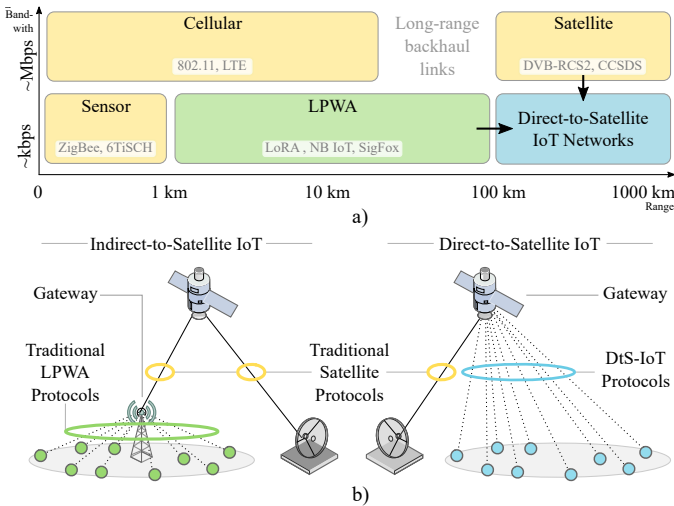 Band-
with
~Mbps
Cellular
802.11, LTE
Long-range
backhaul
links
Satellite
DVB-RCS2, CCSDS
~kbps
Sensor
ZigBee, 6TiSCH
LPWA
LoRA , NB IoT, SigFox
Direct-to-Satellite
IoT Networks
0
1 km
10 km
100 km
1000 km
Range
a)
Indirect-to-Satellite IoT
Direct-to-Satellite IoT
Gateway
Gateway
Traditional
LPWA
Protocols
Traditional
Satellite
Protocols
DtS-IoT
Protocols
b)